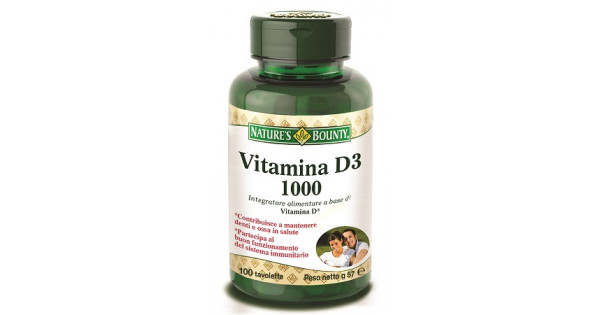 NATURE'S BOUNTY
Vitamina D3
1000
Integratore alimentare a base di
Vitamina D*
*Contribuisce a mantenere
denti e ossa in salute
*Partecipa al
buon funzionamento
del sistema immunitario
100 tavolette
Peso netto g 57 e